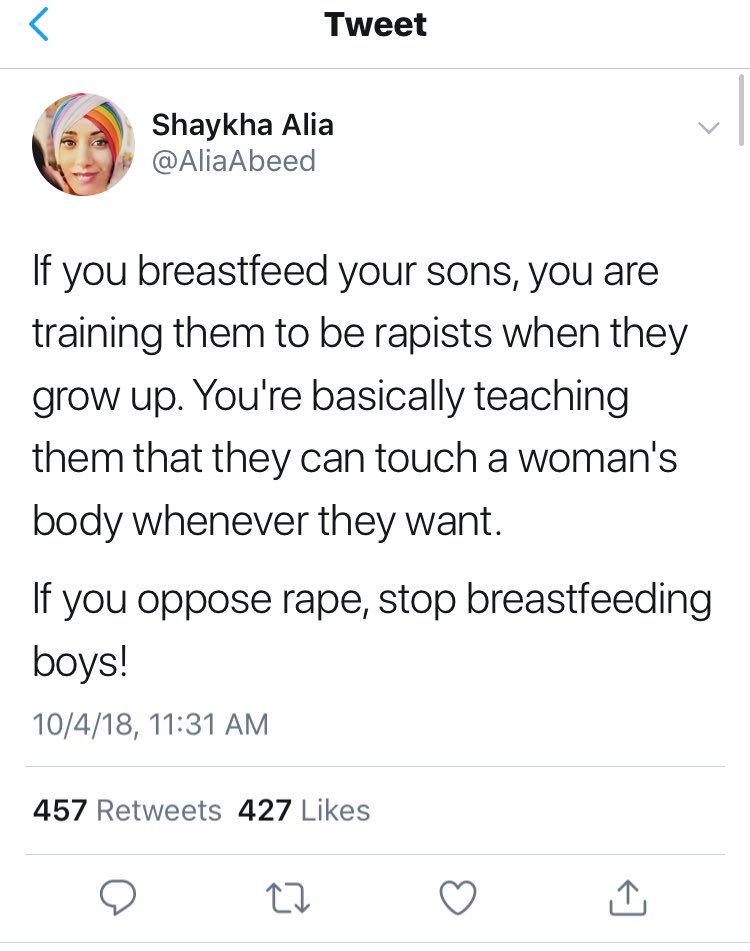 Tweet
Shaykha Alia
@AliaAbeed
If you breastfeed your sons, you are
training them to be rapists when they
grow up. You're basically teaching
them that they can touch a woman's
body whenever they want.
If you oppose rape, stop breastfeeding
boys!
10/4/18, 11:31 AM
457 Retweets 427 Likes